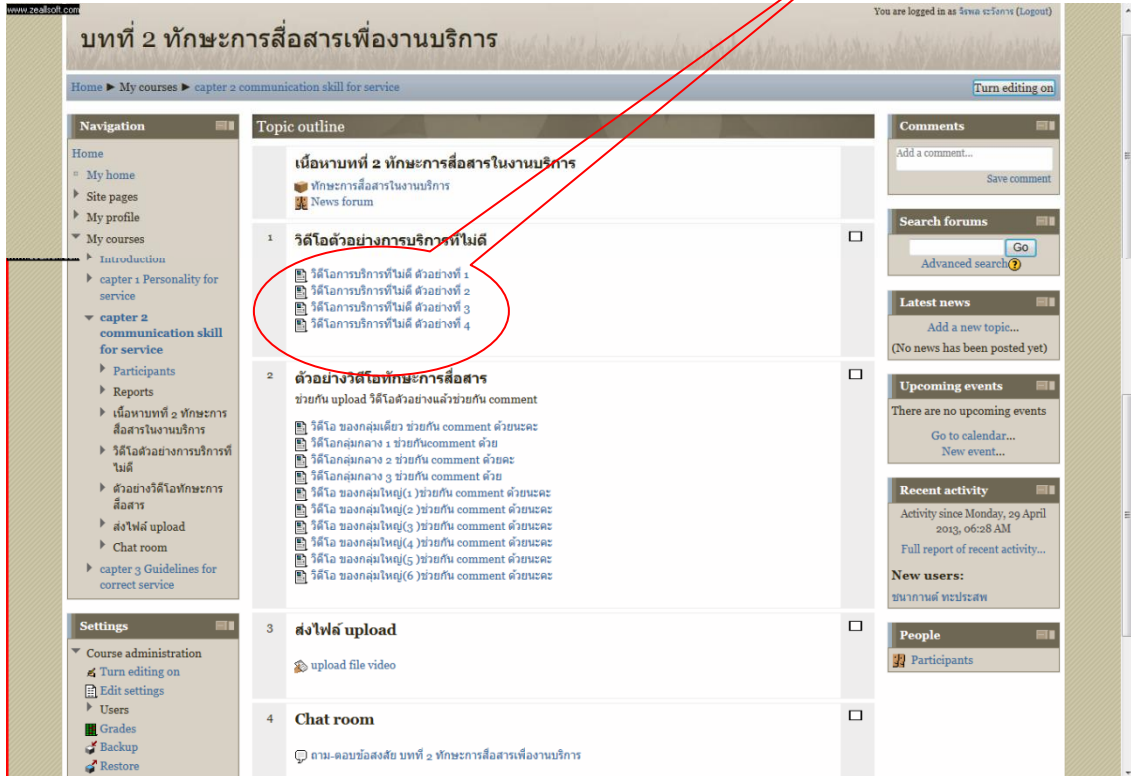 www.zeallsoft.com
You are logged in as จิรพล ระวังการ (Logout)
บทที่ 2 ทักษะการสื่อสารเพื่องานบริการ
Home ► My courses ► capter 2 communication skill for service
Turn editing on
Navigation
Home
My home
Site pages
My profile
My courses
Introduction
capter 1 Personality for
service
capter 2
communication skill
for service
Participants
Reports
เนื้อหาบทที่ 2 ทักษะการ
สื่อสารในงานบริการ
วิดีโอตัวอย่างการบริการที่
ไม่ดี
ตัวอย่างวิดีโอทักษะการ
สื่อสาร
ส่งไฟล์ upload
Chat room
capter 3 Guidelines for
correct service
Settings
Course administration
Turn editing on
Edit settings
Users
Grades
Backup
Restore
Topic outline
เนื้อหาบทที่ 2 ทักษะการสื่อสารในงานบริการ
ทักษะการสื่อสารในงานบริการ
News forum
1
วิดีโอตัวอย่างการบริการที่ไม่ดี
วิดีโอการบริการที่ไม่ดี ตัวอย่างที่ 1
วิดีโอการบริการที่ไม่ดี ตัวอย่างที่ 2
วิดีโอการบริการที่ไม่ดี ตัวอย่างที่ 3
วิดีโอการบริการที่ไม่ดี ตัวอย่างที่ 4
2
ตัวอย่างวิดีโอทักษะการสื่อสาร
ช่วยกัน upload วิดีโอตัวอย่างแล้วช่วยกัน comment
วิดีโอ ของกลุ่มเดียว ช่วยกัน comment ด้วยนะคะ
วิดีโอกลุ่มกลาง 1 ช่วยกันcomment ด้วย
วิดีโอกลุ่มกลาง 2 ช่วยกัน comment ด้วยคะ
วิดีโอกลุ่มกลาง 3 ช่วยกัน comment ด้วย
วิดีโอ ของกลุ่มใหญ่(1 )ช่วยกัน comment ด้วยนะคะ
วิดีโอ ของกลุ่มใหญ่(2 )ช่วยกัน comment ด้วยนะคะ
วิดีโอ ของกลุ่มใหญ่(3 )ช่วยกัน comment ด้วยนะคะ
วิดีโอ ของกลุ่มใหญ่(4 )ช่วยกัน comment ด้วยนะคะ
วิดีโอ ของกลุ่มใหญ่(5 )ช่วยกัน comment ด้วยนะคะ
วิดีโอ ของกลุ่มใหญ่(6 )ช่วยกัน comment ด้วยนะคะ
3
ส่งไฟล์ upload
upload file video
4
Chat room
ถาม-ตอบข้อสงสัย บทที่ 2 ทักษะการสื่อสารเพื่องานบริการ
Comments
Add a comment...
Save comment
Search forums
Go
Advanced search
Latest news
Add a new topic...
(No news has been posted yet)
Upcoming events
There are no upcoming events
Go to calendar...
New event...
Recent activity
Activity since Monday, 29 April
2013, 06:28 AM
Full report of recent activity...
New users:
ชนากานต์ ทะประสพ
People
Participants